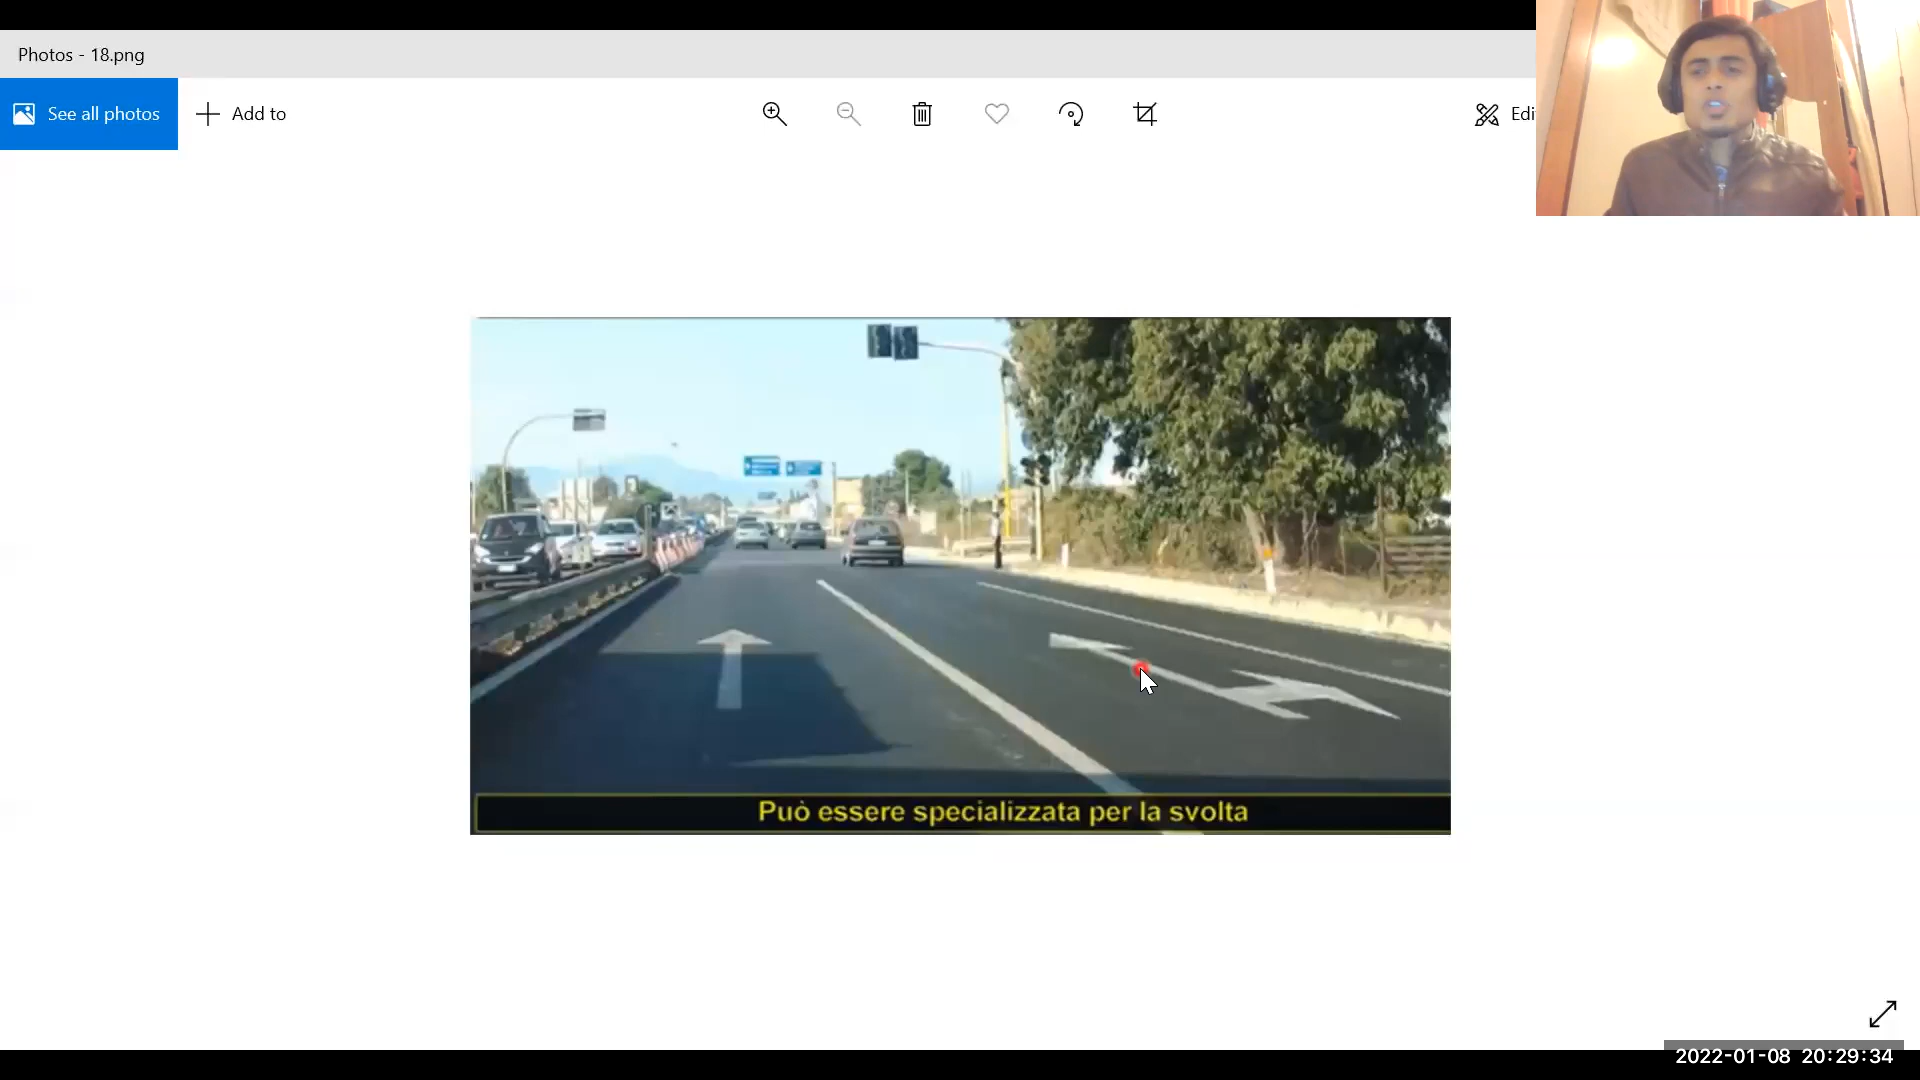 Photos - 18.png
See all photos
Add to
Edi
Può essere specializzata per la svolta
2022-01-08 20:29:34